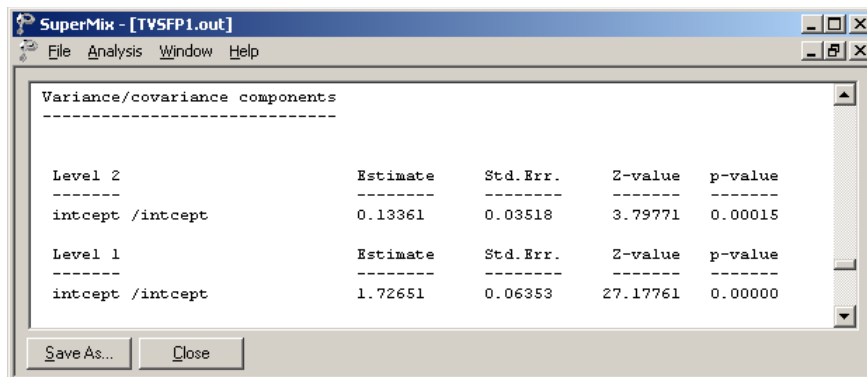 SuperMix - [TVSFP1.out]
File Analysis Window Help
Variance/covariance components
------------------------------
Level 2 Estimate Std.Err. Z-value p-value
------- -------- -------- ------- -------
intcept /intcept 0.13361 0.03518 3.79771 0.00015
Level 1 Estimate Std.Err. Z-value p-value
------- -------- -------- ------- -------
intcept /intcept 1.72651 0.06353 27.17761 0.00000
Save As... Close